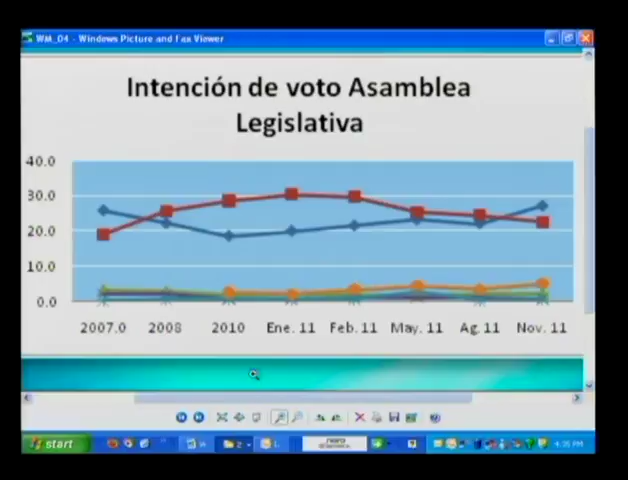 WM_04 - Windows Picture and Fax Viewer
Intención de voto Asamblea
Legislativa
40.0
30.0
20.0
10.0
0.0
2007.0 2008 2010 Ene. 11 Feb. 11 May. 11 Ag. 11 Nov. 11
start